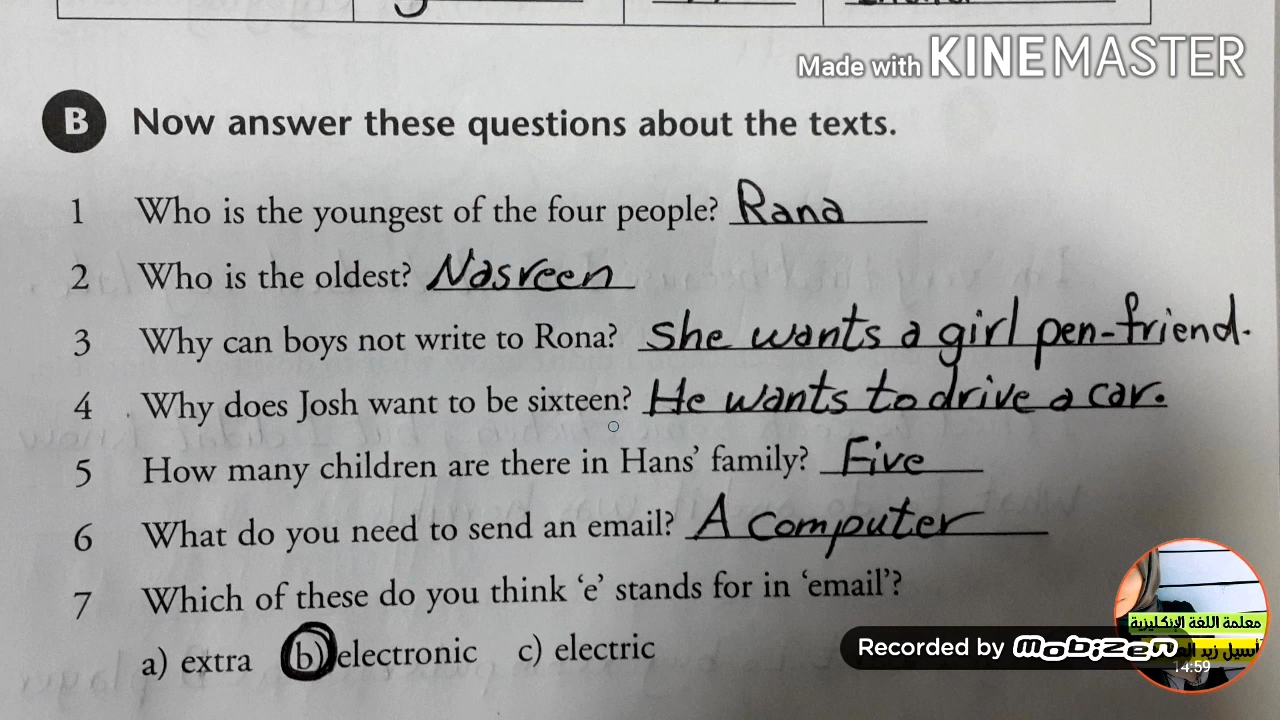 Made with KINEMASTER
B Now answer these questions about the texts.
1 Who is the youngest of the four people? Rana
2 Who is the oldest? Nasreen
3 Why can boys not write to Rona? She wants a girl pen-friend.
4 Why does Josh want to be sixteen? He wants to drive a car.
5 How many children are there in Hans’ family? Five
6 What do you need to send an email? A computer
7 Which of these do you think ‘e’ stands for in ‘email’?
a) extra b) electronic c) electric
معلمة اللغة الإنكليزية
أسيل زيد
Recorded by mobizen
14:59